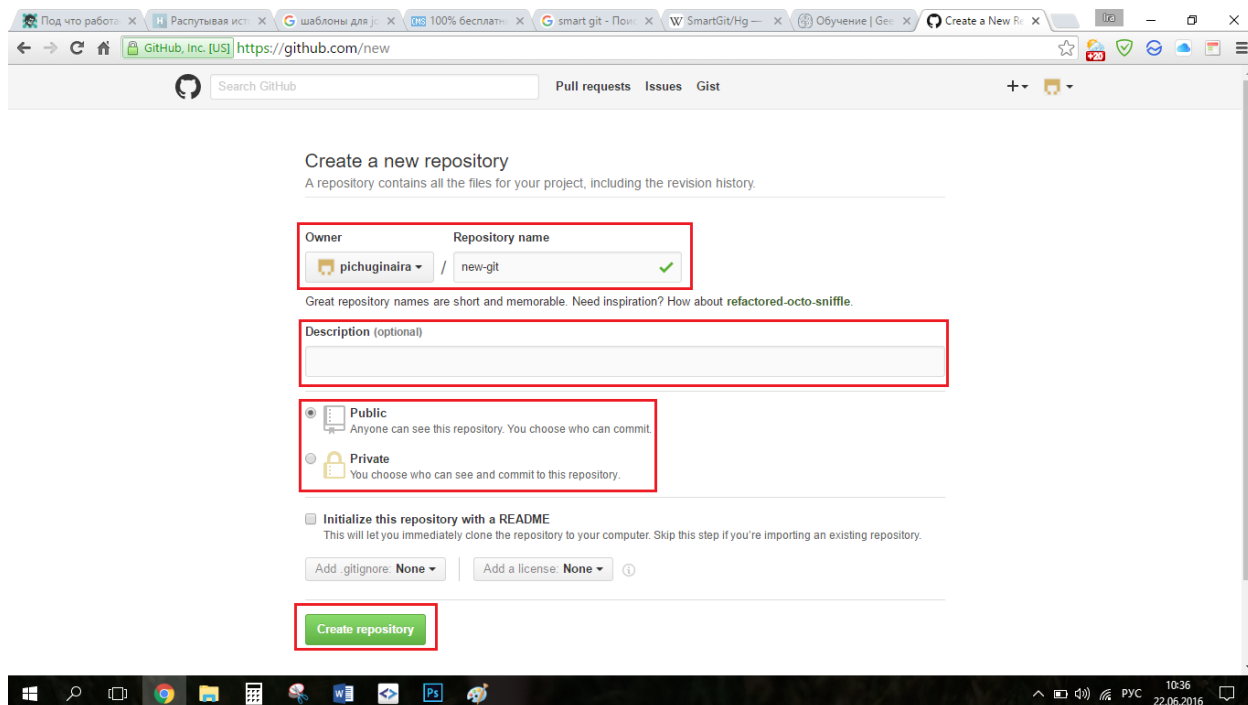 Под что работа
Распутывая ист
шаблоны для jo
100% бесплатн
smart git - Поис
SmartGit/Hg —
Обучение | Gee
Create a New Re
Ira
GitHub, Inc. [US] https://github.com/new
+20
Search GitHub
Pull requests Issues Gist
Create a new repository
A repository contains all the files for your project, including the revision history.
Owner Repository name
pichuginaira / new-git
Great repository names are short and memorable. Need inspiration? How about refactored-octo-sniffle.
Description (optional)
Public
Anyone can see this repository. You choose who can commit.
Private
You choose who can see and commit to this repository.
Initialize this repository with a README
This will let you immediately clone the repository to your computer. Skip this step if you're importing an existing repository.
Add .gitignore: None Add a license: None
Create repository
РУС
10:36
22.06.2016